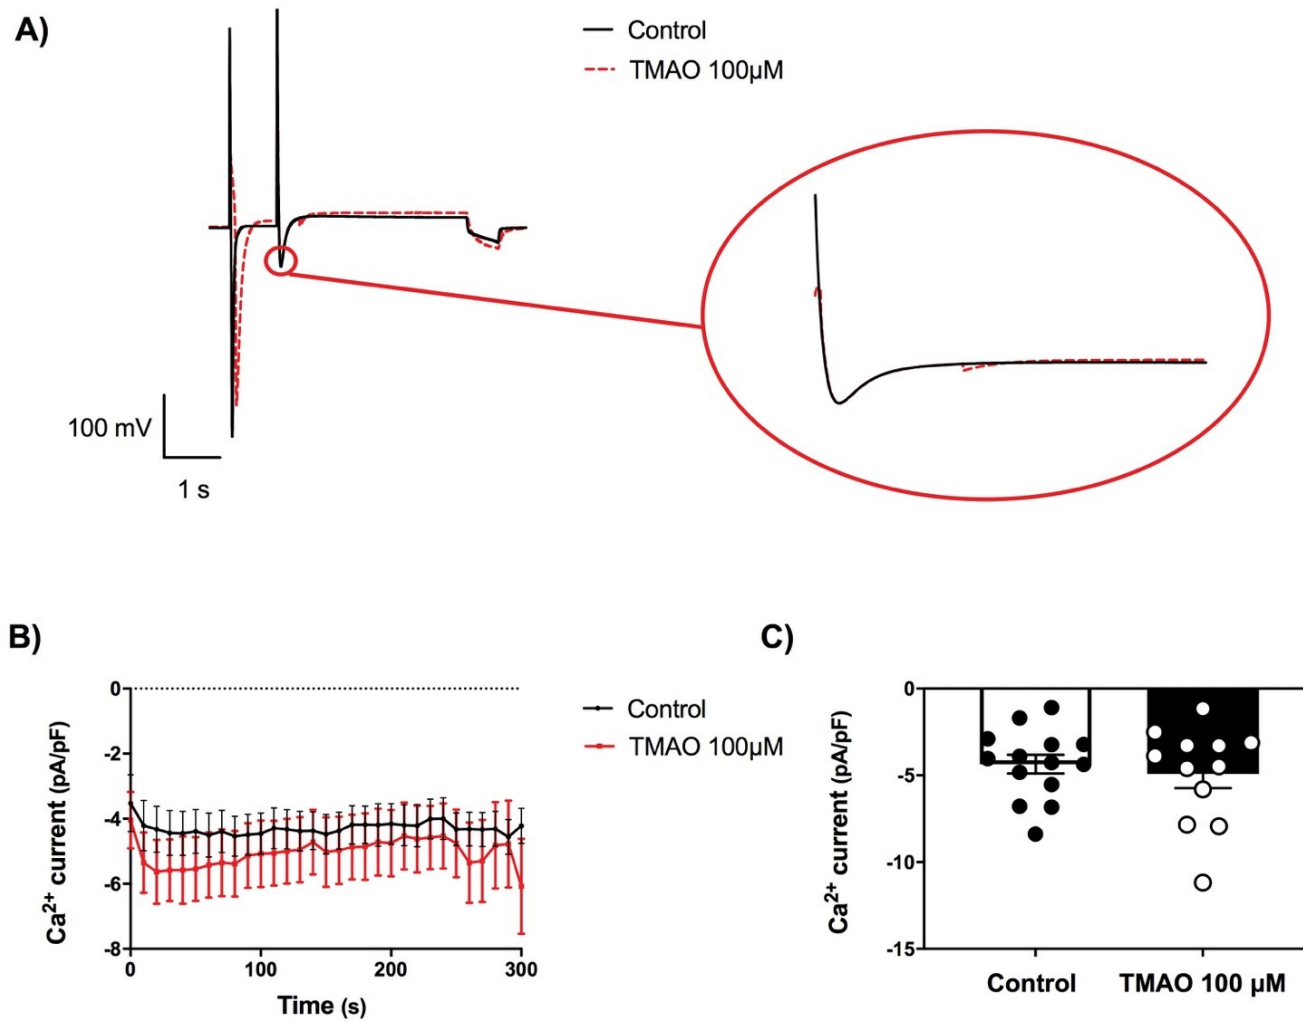 A)
Control
TMAO 100µM
100 mV
1 s
B)
0
-2
-4
-6
-8
Ca²⁺ current (pA/pF)
0
100
200
300
Time (s)
Control
TMAO 100µM
C)
0
-5
-10
-15
Ca²⁺ current (pA/pF)
Control
TMAO 100 µM